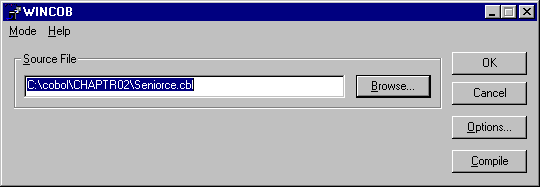 WINCOB
Mode Help
Source File
C:\cobol\CHAPTR02\Seniorce.cbl
Browse...
OK
Cancel
Options...
Compile